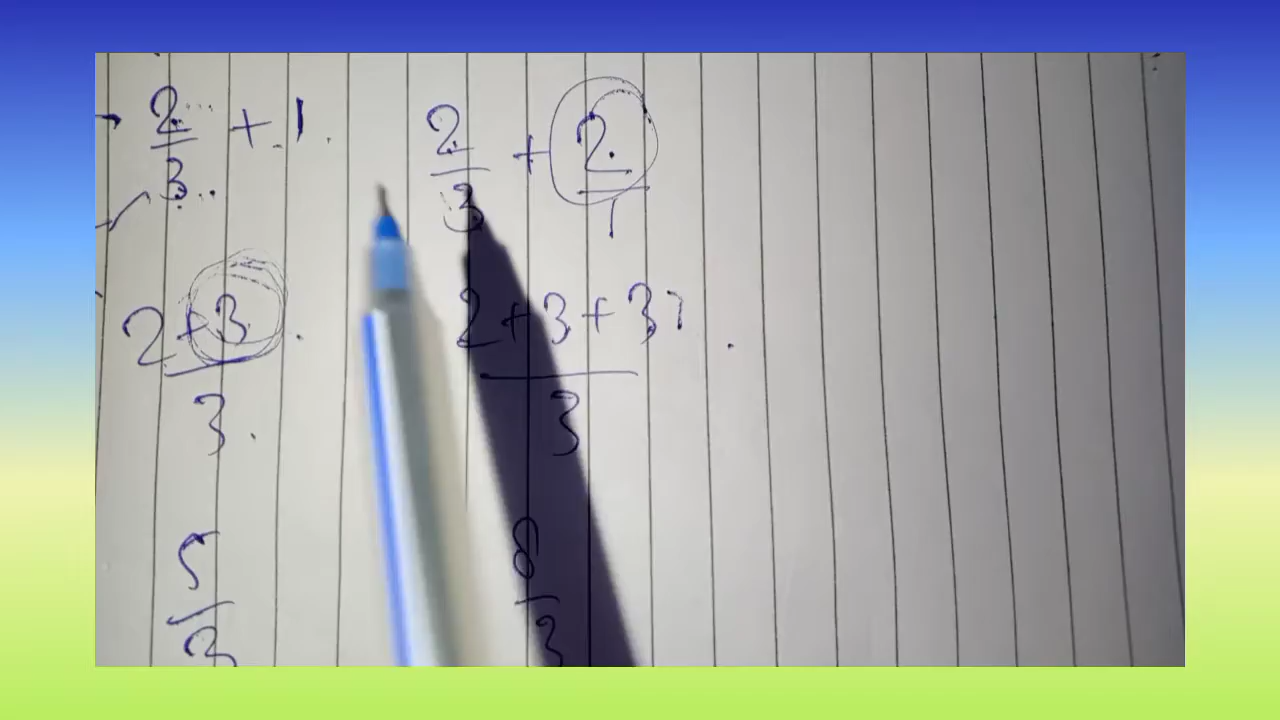 2/3 + 1.
2 + 3 / 3
5/3
2/3 + 2/1
2 + 3 + 3 / 3
8/3